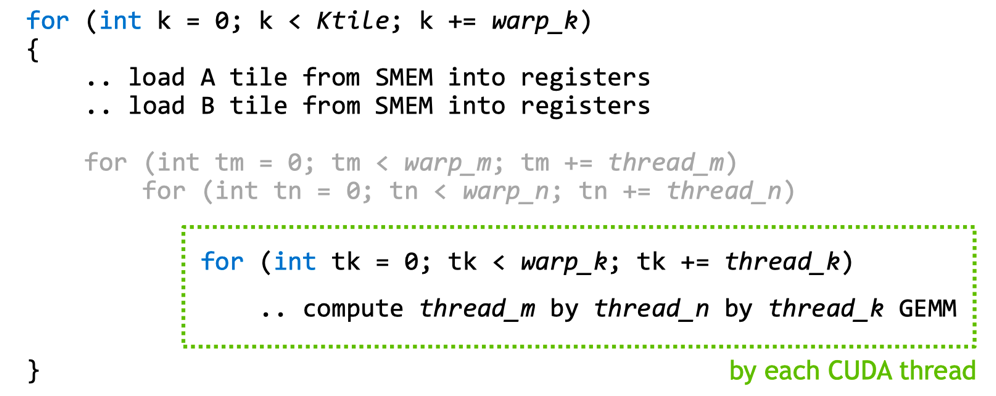 for (int k = 0; k < Ktile; k += warp_k)
{
.. load A tile from SMEM into registers
.. load B tile from SMEM into registers
for (int tm = 0; tm < warp_m; tm += thread_m)
for (int tn = 0; tn < warp_n; tn += thread_n)
for (int tk = 0; tk < warp_k; tk += thread_k)
.. compute thread_m by thread_n by thread_k GEMM
by each CUDA thread
}